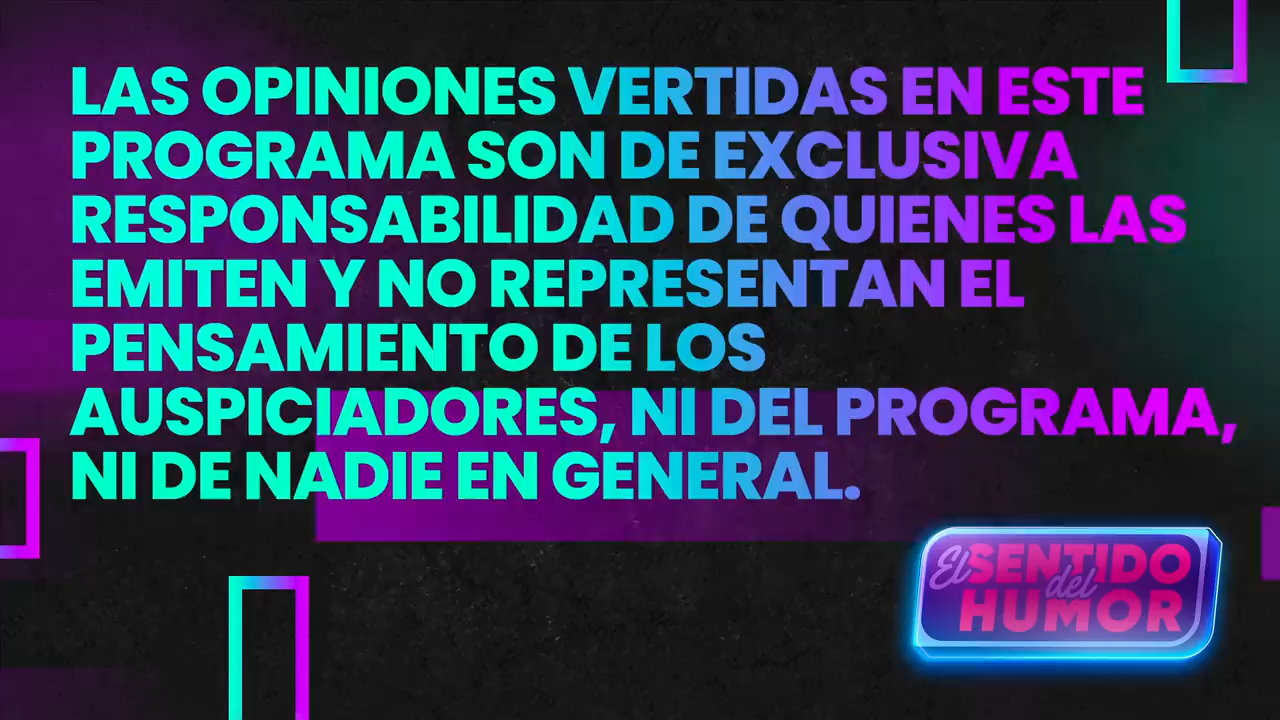 LAS OPINIONES VERTIDAS EN ESTE
PROGRAMA SON DE EXCLUSIVA
RESPONSABILIDAD DE QUIENES LAS
EMITEN Y NO REPRESENTAN EL
PENSAMIENTO DE LOS
AUSPICIADORES, NI DEL PROGRAMA,
NI DE NADIE EN GENERAL.
El SENTIDO
del
HUMOR